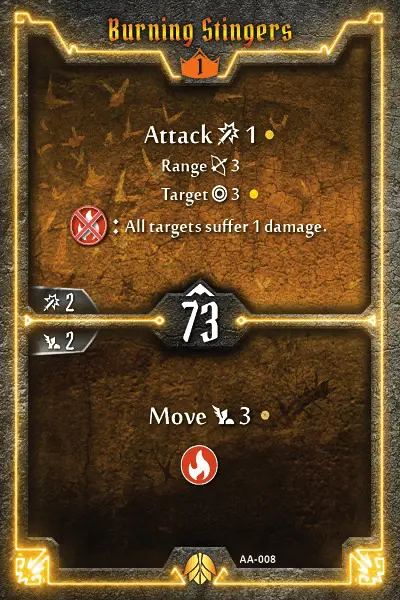 Burning Stingers
1
Attack 1
Range 3
Target 3
: All targets suffer 1 damage.
2
73
2
Move 3
AA-008